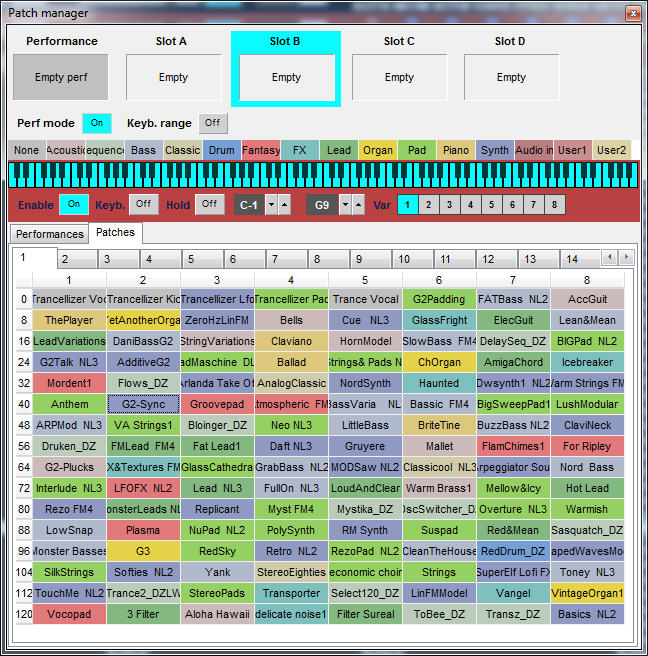 Patch manager
Performance Slot A Slot B Slot C Slot D
Empty perf Empty Empty Empty Empty
Perf mode On Keyb. range Off
None Acoustic equenc Bass Classic Drum Fantasy FX Lead Organ Pad Piano Synth Audio in User1 User2
Enable On Keyb. Off Hold Off C-1 G9 Var 1 2 3 4 5 6 7 8
Performances Patches
1 2 3 4 5 6 7 8 9 10 11 12 13 14
1 2 3 4 5 6 7 8
0 Trancellizer Voc Trancellizer Kic Trancellizer Lfo Trancellizer Pad Trance Vocal G2Padding FATBass NL2 AccGuit
8 ThePlayer etAnotherOrga ZeroHzLinFM Bells Cue NL3 GlassFright ElecGuit Lean&Mean
16 LeadVariations DaniBassG2 StringVariations Claviano HornModel SlowBass FM4 DelaySeq_DZ BIGPad NL2
24 G2Talk NL3 AdditiveG2 adMaschine DL Ballad Strings& Pads N ChOrgan AmigaChord Icebreaker
32 Mordent1 Flows_DZ Arlanda Take O AnalogClassic NordSynth Haunted Dwsynth1 NL2 Warm Strings FM
40 Anthem G2-Sync Groovepad tmospheric FM BassVaria NL Bassic FM4 BigSweepPad1 LushModular
48 ARPMod NL3 VA Strings1 Bloinger_DZ Neo NL3 LittleBass BriteTine BuzzBass NL2 ClaviNeck
56 Druken_DZ FMLead FM4 Fat Lead1 Daft NL3 Gruyere Mallet FlamChimes1 For Ripley
64 G2-Plucks X&Textures FM GlassCathedra GrabBass NL2 MODSaw NL2 Classicool NL3 Arpeggiator Sou Nord Bass
72 Interlude NL3 LFOFX NL2 Lead NL3 FullOn NL3 LoudAndClear Warm Brass1 Mellow&Icy Hot Lead
80 Rezo FM4 onsterLeads NL Replicant Myst FM4 Mystika_DZ OscSwitcher_D Overture NL3 Warmish
88 LowSnap Plasma NuPad NL2 PolySynth RM Synth Suspad Red&Mean Sasquatch_DZ
96 Monster Basses G3 RedSky Retro NL2 RezoPad NL2 CleanTheHouse RedDrum_DZ apedWavesMo
104 SilkStrings Softies NL2 Yank StereoEighties economic choir Strings SuperElf Lofi FX Toney NL3
112 TouchMe NL2 Trance2_DZLW StereoPads Transporter Select120_DZ LinFMModel Vangel VintageOrgan1
120 Vocopad 3 Filter Aloha Hawaii delicate noise1 Filter Sureal ToBee_DZ Transz_DZ Basics NL2